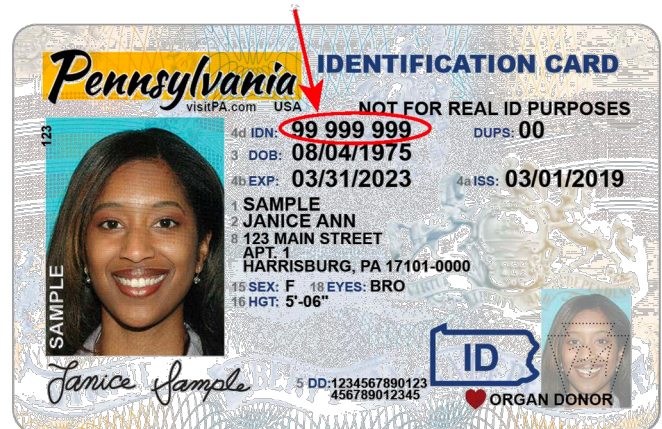 Pennsylvania
visitPA.com USA
IDENTIFICATION CARD
NOT FOR REAL ID PURPOSES
123
4d IDN: 99 999 999 DUPS: 00
3 DOB: 08/04/1975
4b EXP: 03/31/2023 4a ISS: 03/01/2019
1 SAMPLE
2 JANICE ANN
8 123 MAIN STREET
APT. 1
HARRISBURG, PA 17101-0000
15 SEX: F 18 EYES: BRO
16 HGT: 5'-06"
SAMPLE
Janice Sample
5 DD:1234567890123
456789012345
ID
ORGAN DONOR